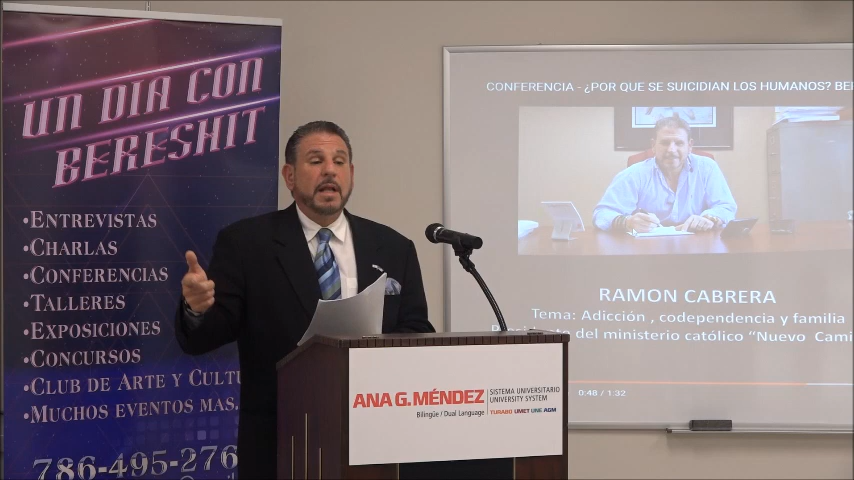 UN DIA CON
BERESHIT
•ENTREVISTAS
•CHARLAS
•CONFERENCIAS
•TALLERES
•EXPOSICIONES
•CONCURSOS
•CLUB DE ARTE Y CULTU
•MUCHOS EVENTOS MAS.
786-495-276
CONFERENCIA - ¿POR QUE SE SUICIDIAN LOS HUMANOS? BE
RAMON CABRERA
Tema: Adicción , codependencia y familia
Presidente del ministerio católico “Nuevo Cami
0:48 / 1:32
ANA G. MÉNDEZ
Bilingüe / Dual Language
SISTEMA UNIVERSITARIO
UNIVERSITY SYSTEM
TURABO UMET UNE AGM